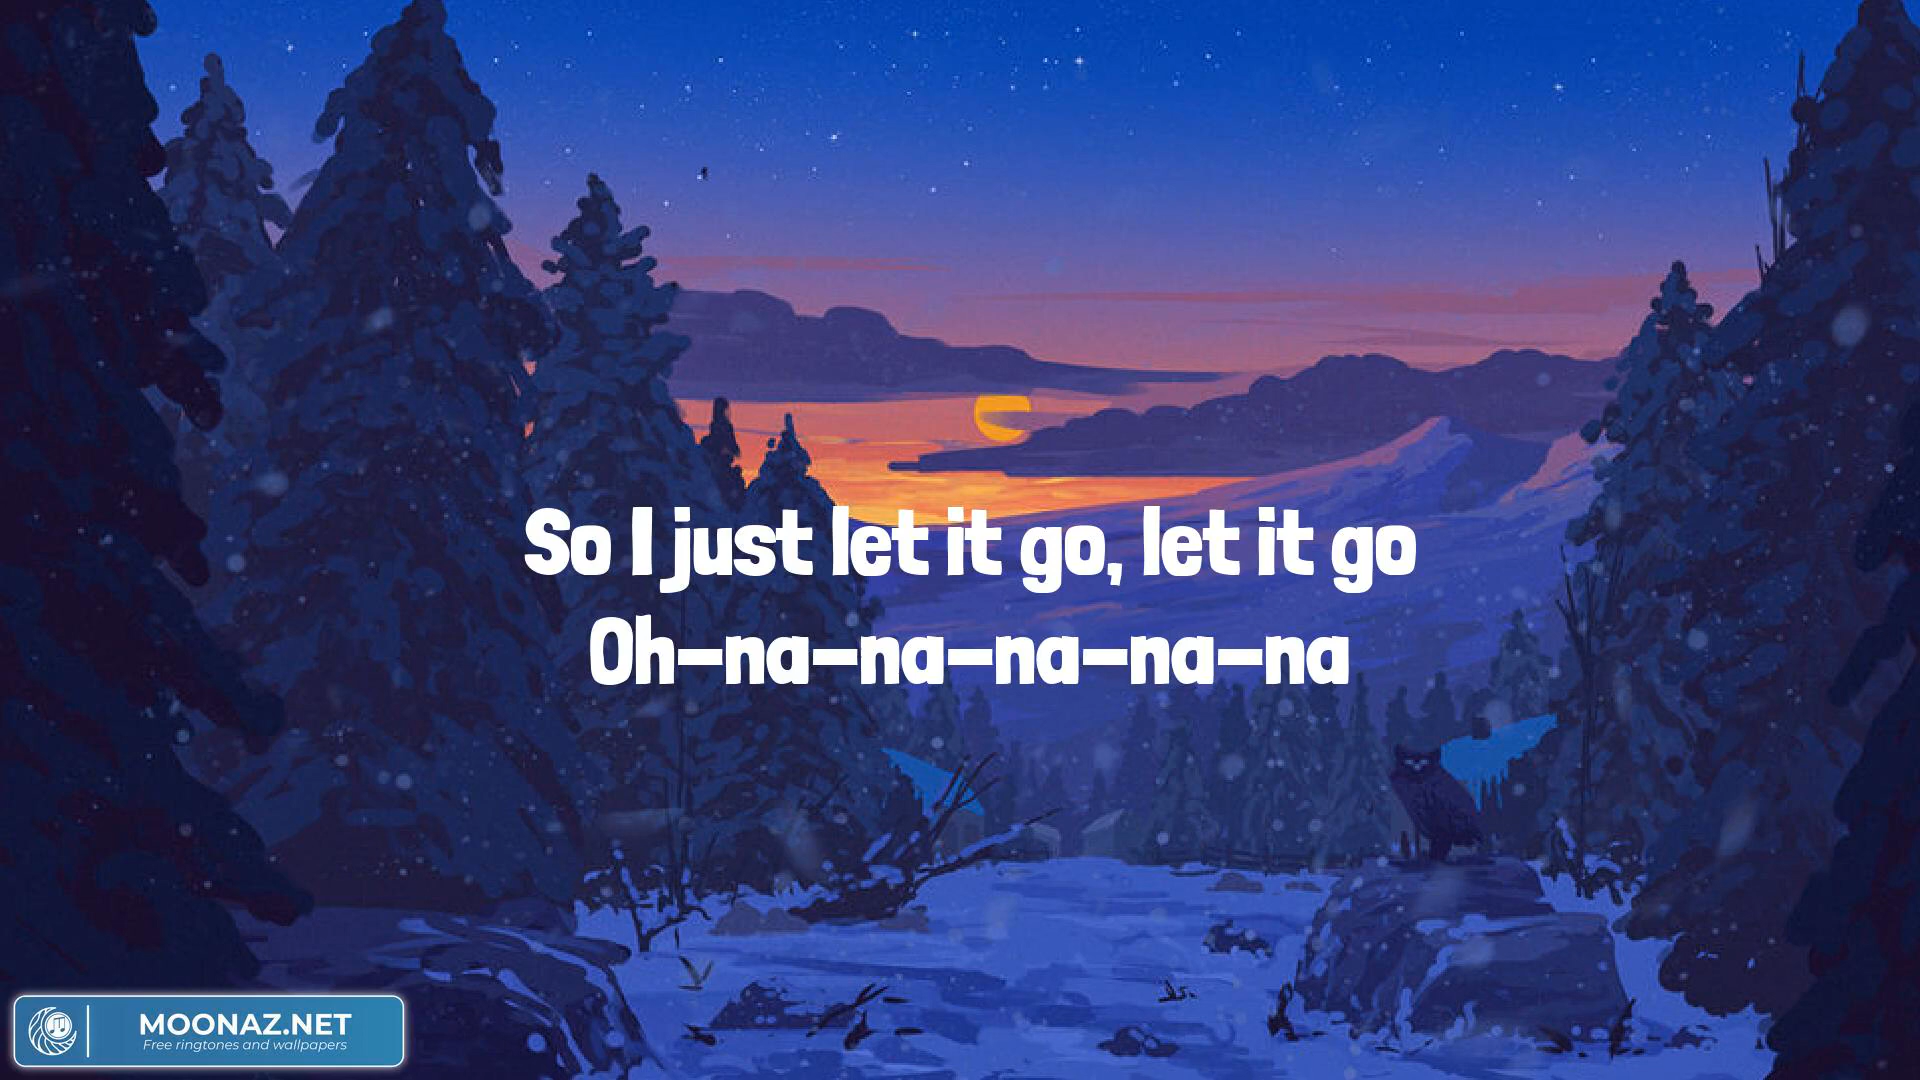 So I just let it go, let it go
Oh-na-na-na-na-na
MOONAZ.NET
Free ringtones and wallpapers